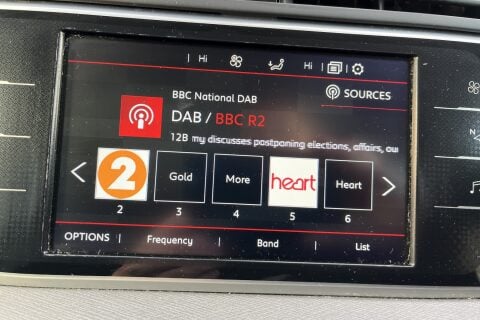 Hi Hi
BBC National DAB
SOURCES
DAB / BBC R2
12B my discusses postponing elections, affairs, ou
2 Gold More heart Heart
2 3 4 5 6
OPTIONS Frequency Band List